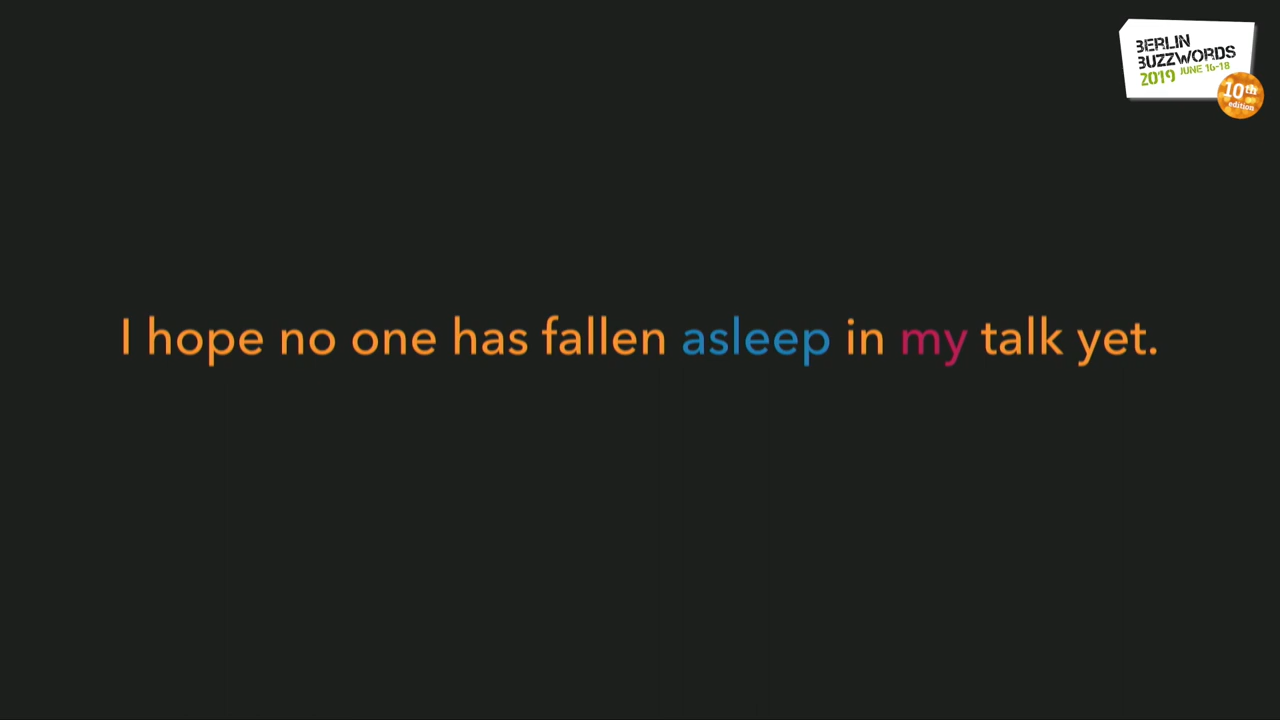 BERLIN
BUZZWORDS
2019 JUNE 16-18
10th
edition
I hope no one has fallen asleep in my talk yet.